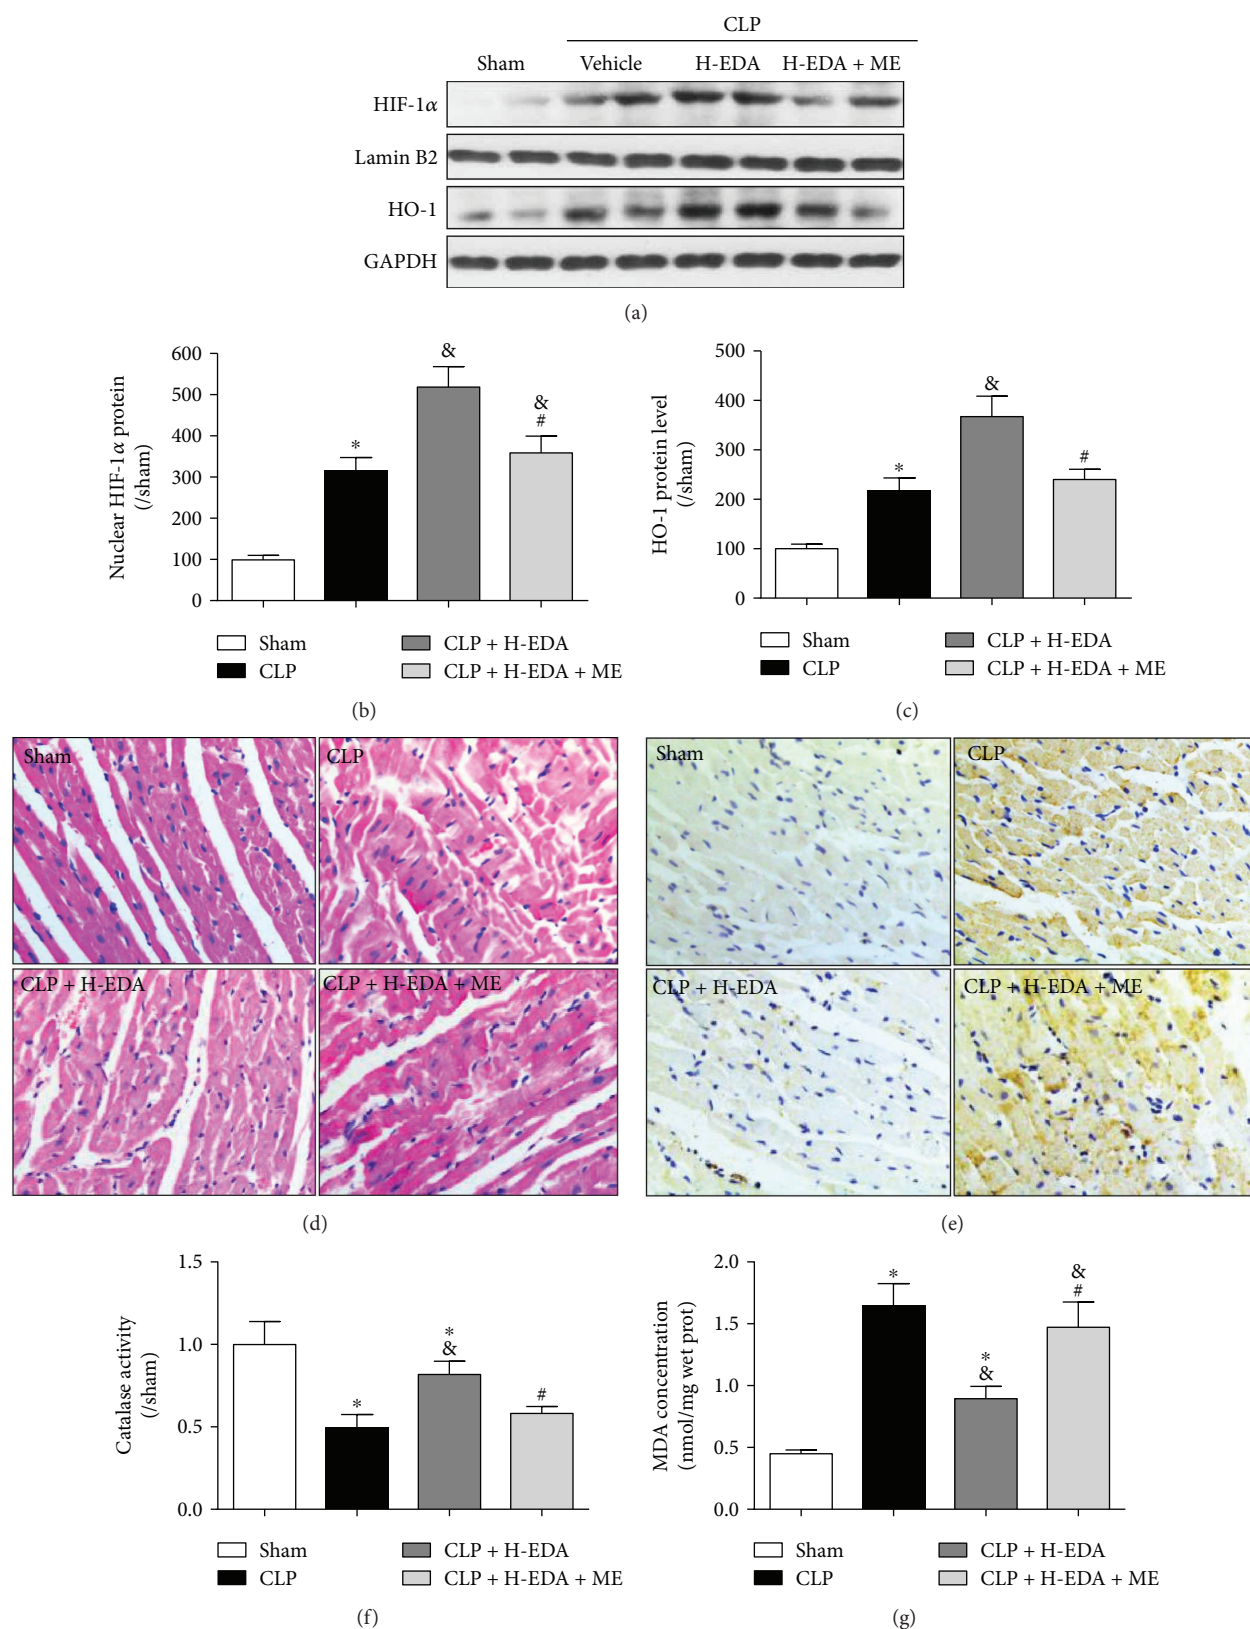 CLP
Sham Vehicle H-EDA H-EDA + ME
HIF-1α
Lamin B2
HO-1
GAPDH
(a)
Nuclear HIF-1α protein
(/sham)
600
500
400
300
200
100
0
*
&
&
#
Sham
CLP
CLP + H-EDA
CLP + H-EDA + ME
(b)
HO-1 protein level
(/sham)
500
400
300
200
100
0
*
&
#
Sham
CLP
CLP + H-EDA
CLP + H-EDA + ME
(c)
Sham
CLP
CLP + H-EDA
CLP + H-EDA + ME
(d)
Sham
CLP
CLP + H-EDA
CLP + H-EDA + ME
(e)
Catalase activity
(/sham)
1.5
1.0
0.5
0.0
*
*
&
#
Sham
CLP
CLP + H-EDA
CLP + H-EDA + ME
(f)
MDA concentration
(nmol/mg wet prot)
2.0
1.5
1.0
0.5
0.0
*
*
&
&
#
Sham
CLP
CLP + H-EDA
CLP + H-EDA + ME
(g)